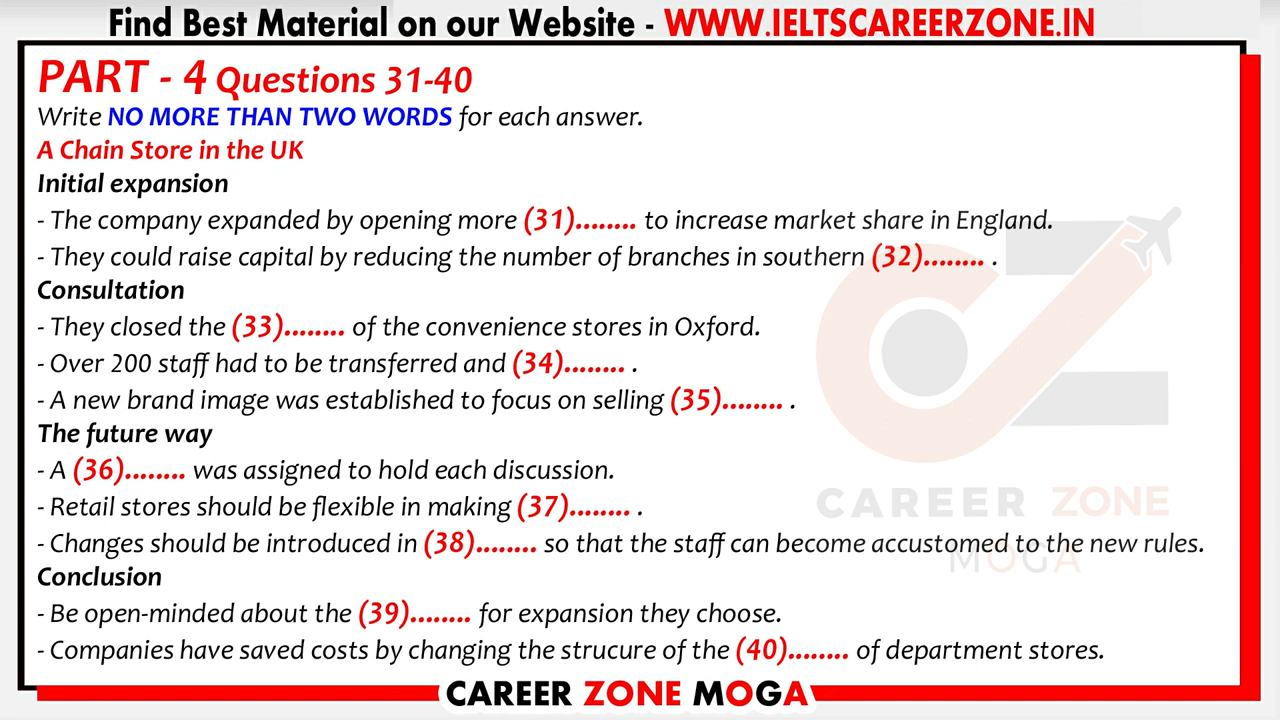 Find Best Material on our Website - WWW.IELTSCAREERZONE.IN
PART - 4 Questions 31-40
Write NO MORE THAN TWO WORDS for each answer.
A Chain Store in the UK
Initial expansion
- The company expanded by opening more (31)........ to increase market share in England.
- They could raise capital by reducing the number of branches in southern (32)........ .
Consultation
- They closed the (33)........ of the convenience stores in Oxford.
- Over 200 staff had to be transferred and (34)........ .
- A new brand image was established to focus on selling (35)........ .
The future way
- A (36)........ was assigned to hold each discussion.
- Retail stores should be flexible in making (37)........ .
CAREER ZONE
- Changes should be introduced in (38)........ so that the staff can become accustomed to the new rules.
MOGA
Conclusion
- Be open-minded about the (39)........ for expansion they choose.
- Companies have saved costs by changing the strucure of the (40)........ of department stores.
CAREER ZONE MOGA